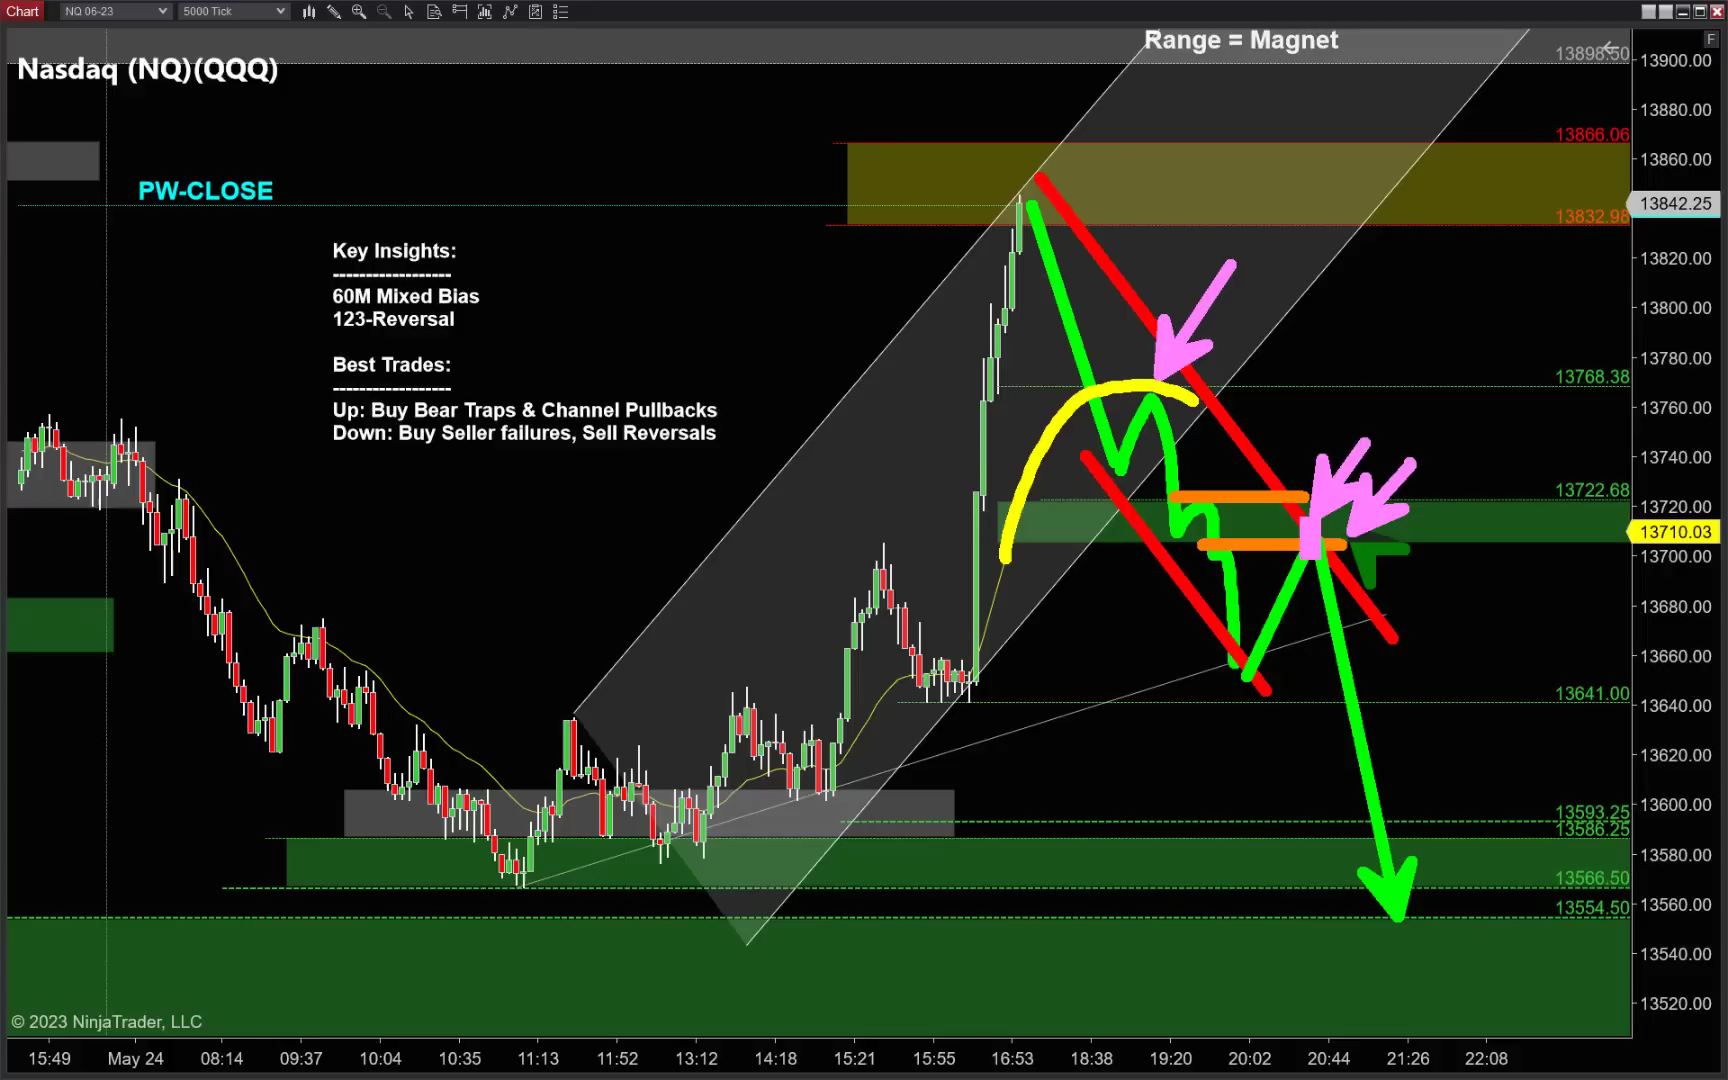 Chart NQ 06-23 5000 Tick
F
Range = Magnet
Nasdaq (NQ)(QQQ)
PW-CLOSE
Key Insights:
------------------
60M Mixed Bias
123-Reversal
Best Trades:
------------------
Up: Buy Bear Traps & Channel Pullbacks
Down: Buy Seller failures, Sell Reversals
13898.50
13866.06
13832.98
13768.38
13722.68
13641.00
13593.25
13586.25
13566.50
13554.50
13900.00
13880.00
13860.00
13842.25
13820.00
13800.00
13780.00
13760.00
13740.00
13720.00
13710.03
13700.00
13680.00
13660.00
13640.00
13620.00
13600.00
13580.00
13560.00
13540.00
13520.00
© 2023 NinjaTrader, LLC
15:49 May 24 08:14 09:37 10:04 10:35 11:13 11:52 13:12 14:18 15:21 15:55 16:53 18:38 19:20 20:02 20:44 21:26 22:08